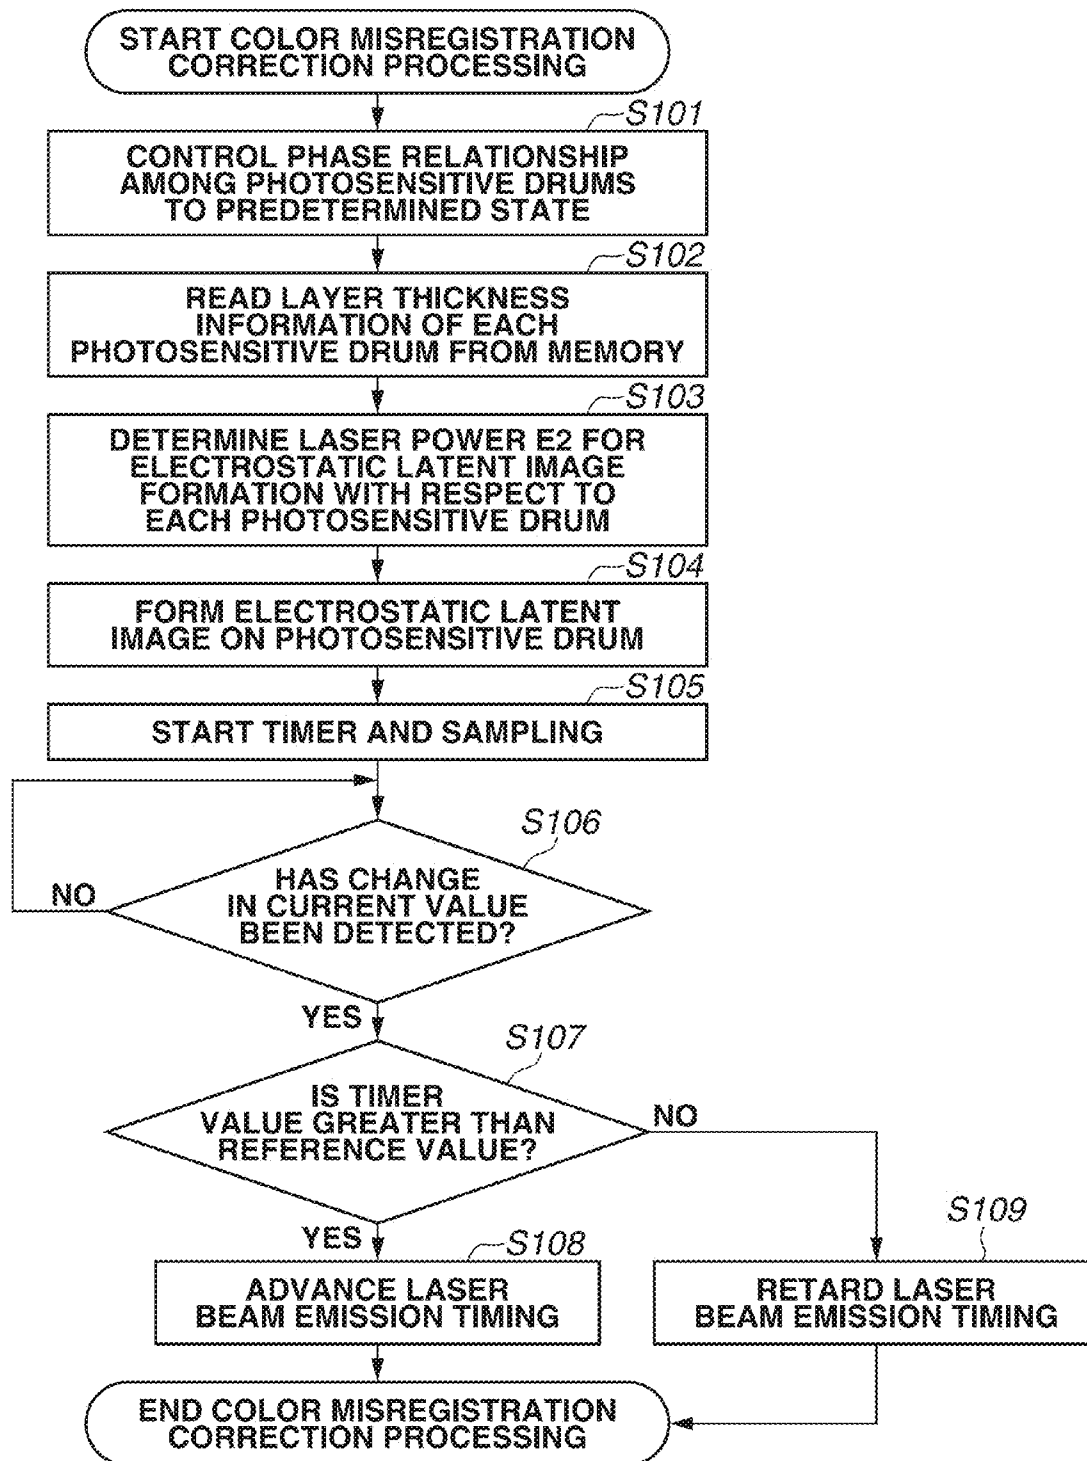 START COLOR MISREGISTRATION
CORRECTION PROCESSING
S101
CONTROL PHASE RELATIONSHIP
AMONG PHOTOSENSITIVE DRUMS
TO PREDETERMINED STATE
S102
READ LAYER THICKNESS
INFORMATION OF EACH
PHOTOSENSITIVE DRUM FROM MEMORY
S103
DETERMINE LASER POWER E2 FOR
ELECTROSTATIC LATENT IMAGE
FORMATION WITH RESPECT TO
EACH PHOTOSENSITIVE DRUM
S104
FORM ELECTROSTATIC LATENT
IMAGE ON PHOTOSENSITIVE DRUM
S105
START TIMER AND SAMPLING
S106
HAS CHANGE
IN CURRENT VALUE
BEEN DETECTED?
NO
YES
S107
IS TIMER
VALUE GREATER THAN
REFERENCE VALUE?
NO
YES
S108
ADVANCE LASER
BEAM EMISSION TIMING
S109
RETARD LASER
BEAM EMISSION TIMING
END COLOR MISREGISTRATION
CORRECTION PROCESSING